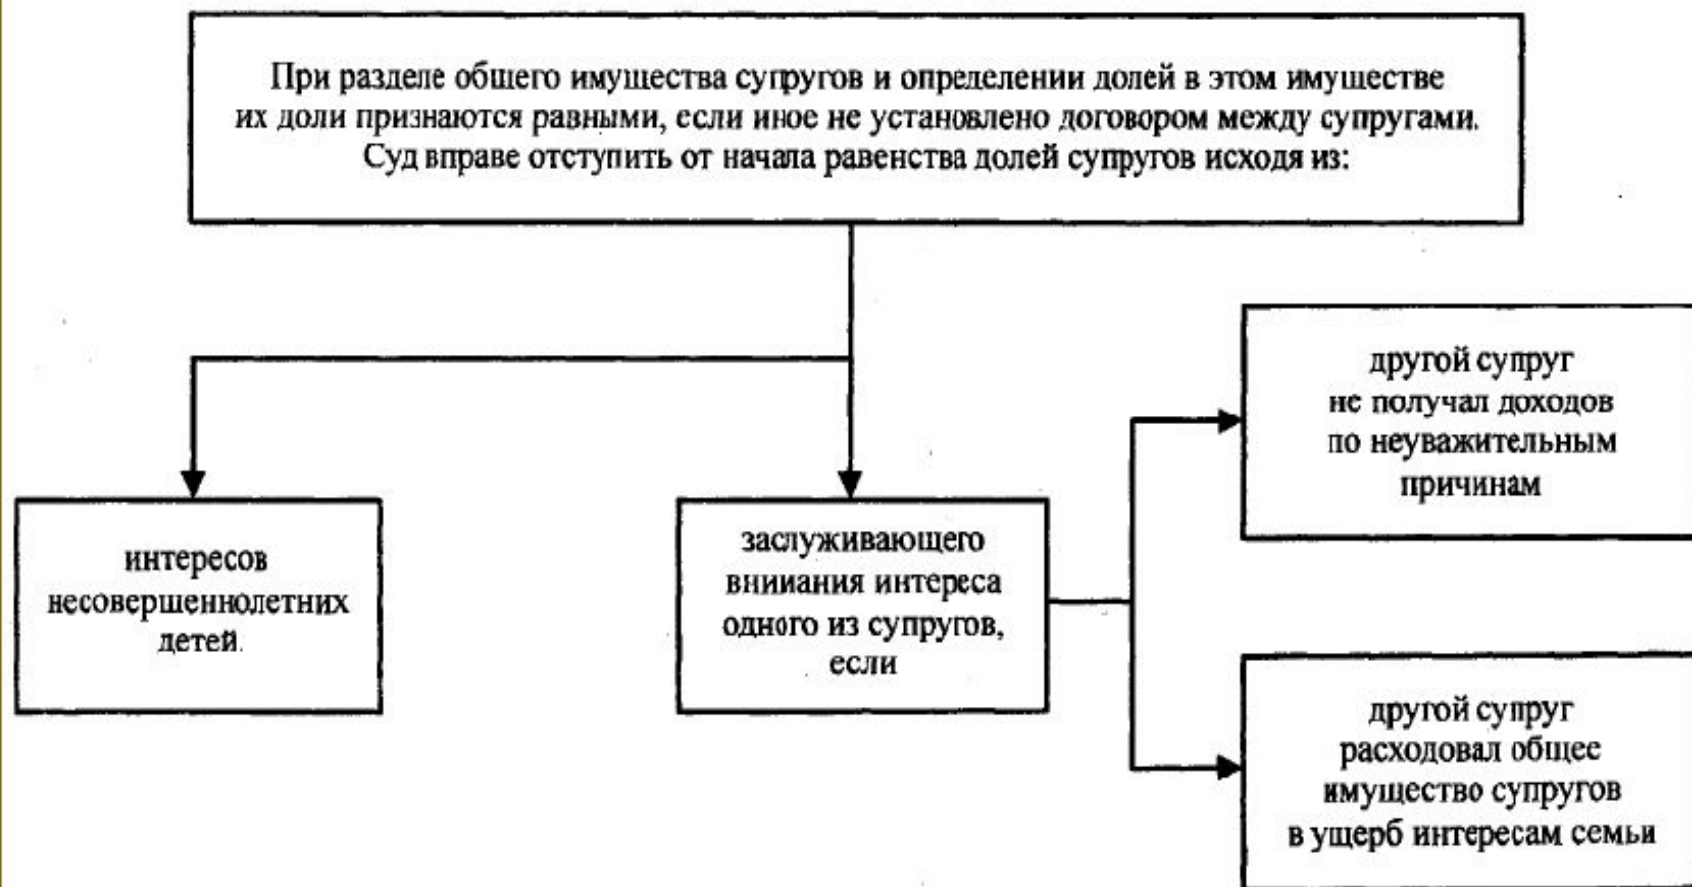 При разделе общего имущества супругов и определении долей в этом имуществе
их доли признаются равными, если иное не установлено договором между супругами.
Суд вправе отступить от начала равенства долей супругов исходя из:
другой супруг
не получал доходов
по неуважительным
причинам
интересов
несовершеннолетних
детей.
заслуживающего
внимания интереса
одного из супругов,
если
другой супруг
расходовал общее
имущество супругов
в ущерб интересам семьи